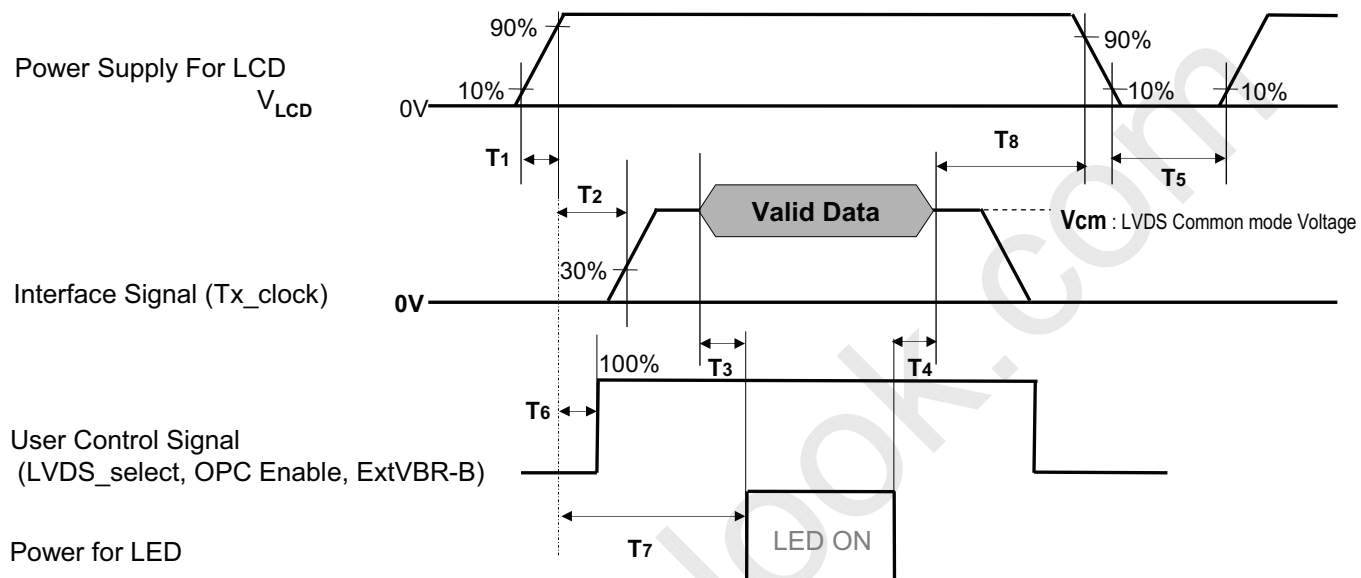 90%
90%
Power Supply For LCD
VLCD
10%
10%
10%
0V
T1
T8
T5
T2
Valid Data
Vcm : LVDS Common mode Voltage
30%
Interface Signal (Tx_clock)
0V
T3
T4
100%
T6
User Control Signal
(LVDS_select, OPC Enable, ExtVBR-B)
T7
LED ON
Power for LED
look.com